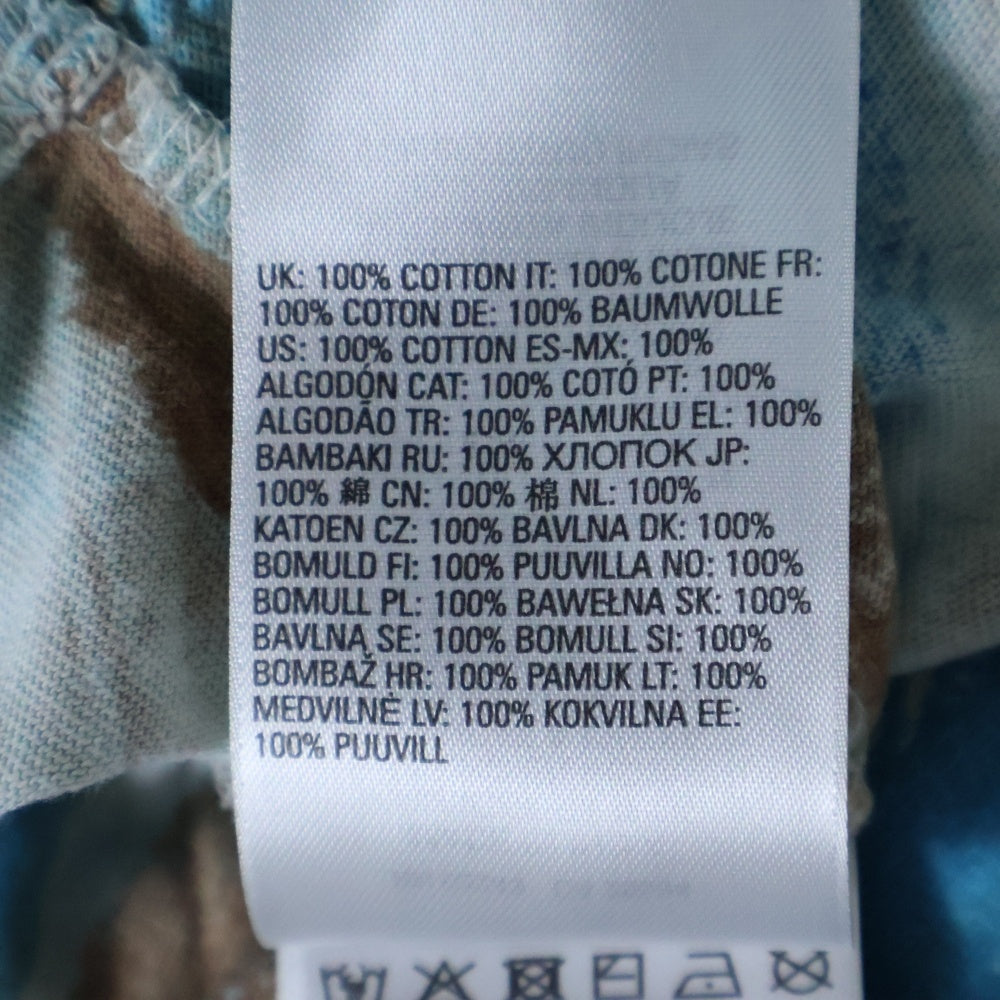 UK: 100% COTTON IT: 100% COTONE FR:
100% COTON DE: 100% BAUMWOLLE
US: 100% COTTON ES-MX: 100%
ALGODÓN CAT: 100% COTÓ PT: 100%
ALGODÃO TR: 100% PAMUKLU EL: 100%
BAMBAKI RU: 100% ХЛОПОК JP:
100% 綿 CN: 100% 棉 NL: 100%
KATOEN CZ: 100% BAVLNA DK: 100%
BOMULD FI: 100% PUUVILLA NO: 100%
BOMULL PL: 100% BAWEŁNA SK: 100%
BAVLNĄ SE: 100% BOMULL SI: 100%
BOMBAŽ HR: 100% PAMUK LT: 100%
MEDVILNĖ LV: 100% KOKVILNA EE:
100% PUUVILL